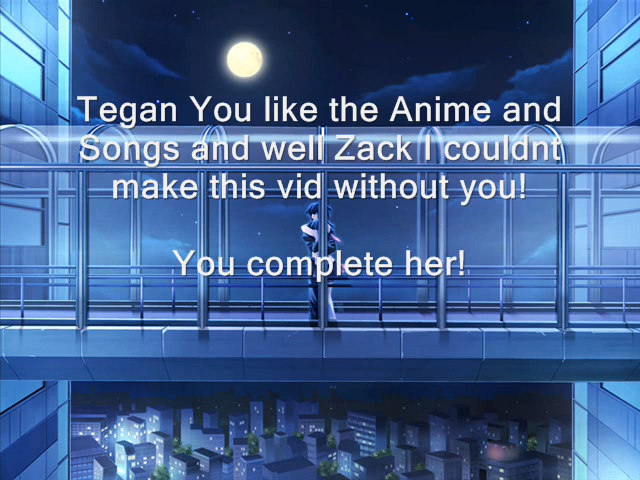 Tegan You like the Anime and
Songs and well Zack I couldnt
make this vid without you!
You complete her!